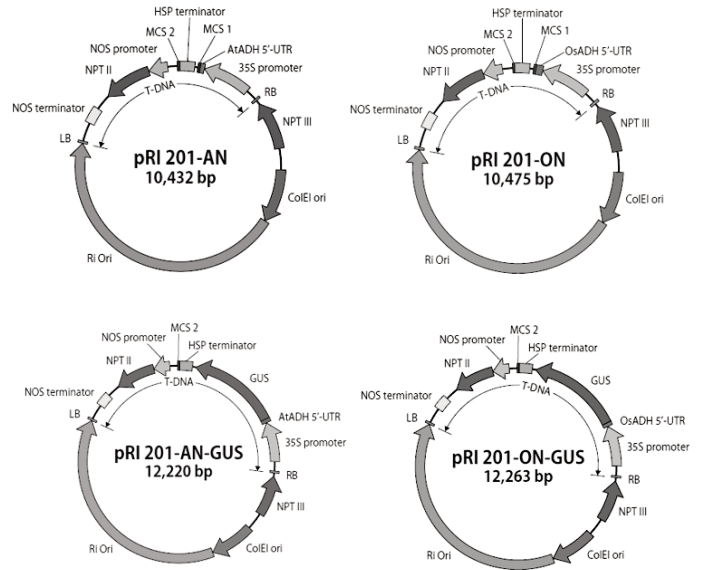 HSP terminator
MCS 2
MCS 1
NOS promoter
AtADH 5'-UTR
NPT II
35S promoter
T-DNA
RB
NOS terminator
NPT III
LB
pRI 201-AN
10,432 bp
ColEI ori
Ri Ori
HSP terminator
MCS 2
MCS 1
NOS promoter
OsADH 5'-UTR
NPT II
35S promoter
T-DNA
RB
NOS terminator
NPT III
LB
pRI 201-ON
10,475 bp
ColEI ori
Ri Ori
MCS 2
NOS promoter
HSP terminator
NPT II
T-DNA
GUS
NOS terminator
LB
AtADH 5'-UTR
35S promoter
pRI 201-AN-GUS
12,220 bp
RB
NPT III
Ri Ori
ColEI ori
MCS 2
NOS promoter
HSP terminator
NPT II
T-DNA
GUS
NOS terminator
LB
OsADH 5'-UTR
35S promoter
pRI 201-ON-GUS
12,263 bp
RB
NPT III
Ri Ori
ColEI ori